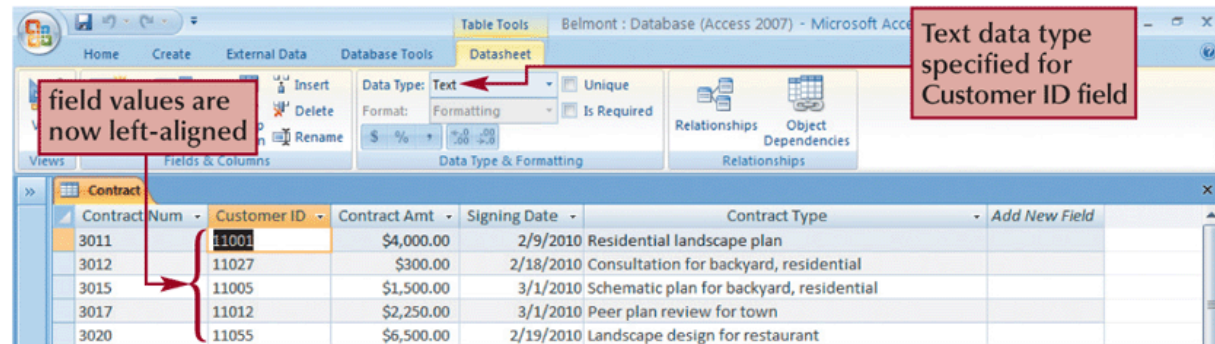 Table Tools
Belmont : Database (Access 2007) - Microsoft Acce
Home Create External Data Database Tools Datasheet
Text data type
specified for
Customer ID field
field values are
now left-aligned
Insert
Delete
Rename
Data Type: Text
Unique
Format: Formatting
Is Required
$ % ,
Relationships
Object
Dependencies
Views Fields & Columns Data Type & Formatting Relationships
Contract
Contract Num Customer ID Contract Amt Signing Date Contract Type Add New Field
3011 11001 $4,000.00 2/9/2010 Residential landscape plan
3012 11027 $300.00 2/18/2010 Consultation for backyard, residential
3015 11005 $1,500.00 3/1/2010 Schematic plan for backyard, residential
3017 11012 $2,250.00 3/1/2010 Peer plan review for town
3020 11055 $6,500.00 2/19/2010 Landscape design for restaurant